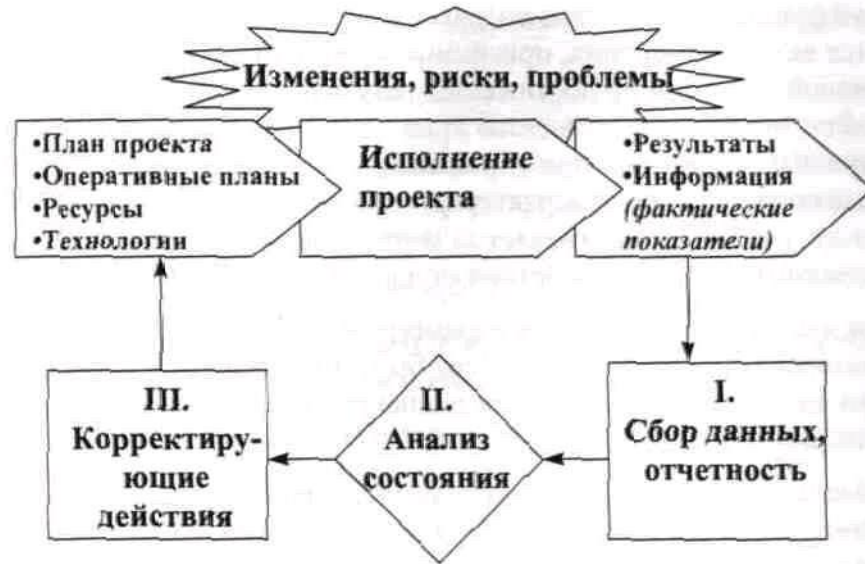 Изменения, риски, проблемы
•План проекта
•Оперативные планы
•Ресурсы
•Технологии
Исполнение
проекта
•Результаты
•Информация
(фактические
показатели)
III.
Корректиру-
ющие
действия
II.
Анализ
состояния
I.
Сбор данных,
отчетность